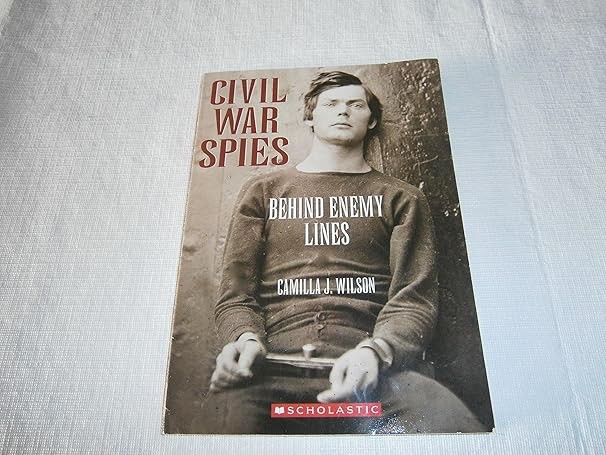 CIVIL
WAR
SPIES
BEHIND ENEMY
LINES
CAMILLA J. WILSON
SCHOLASTIC